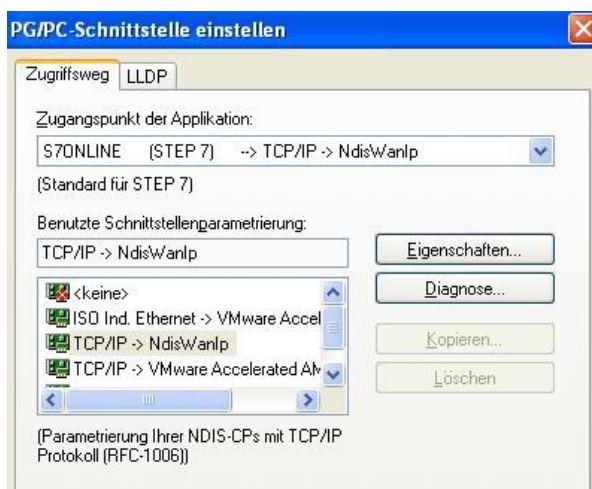 PG/PC-Schnittstelle einstellen
Zugriffsweg LLDP
Zugangspunkt der Applikation:
S7ONLINE (STEP 7) --> TCP/IP -> NdisWanIp
(Standard für STEP 7)
Benutzte Schnittstellenparametrierung:
TCP/IP -> NdisWanIp
Eigenschaften...
<keine>
Diagnose...
ISO Ind. Ethernet -> VMware Accel
TCP/IP -> NdisWanIp
Kopieren...
TCP/IP -> VMware Accelerated AM
Löschen
(Parametrierung Ihrer NDIS-CPs mit TCP/IP
Protokoll (RFC-1006))